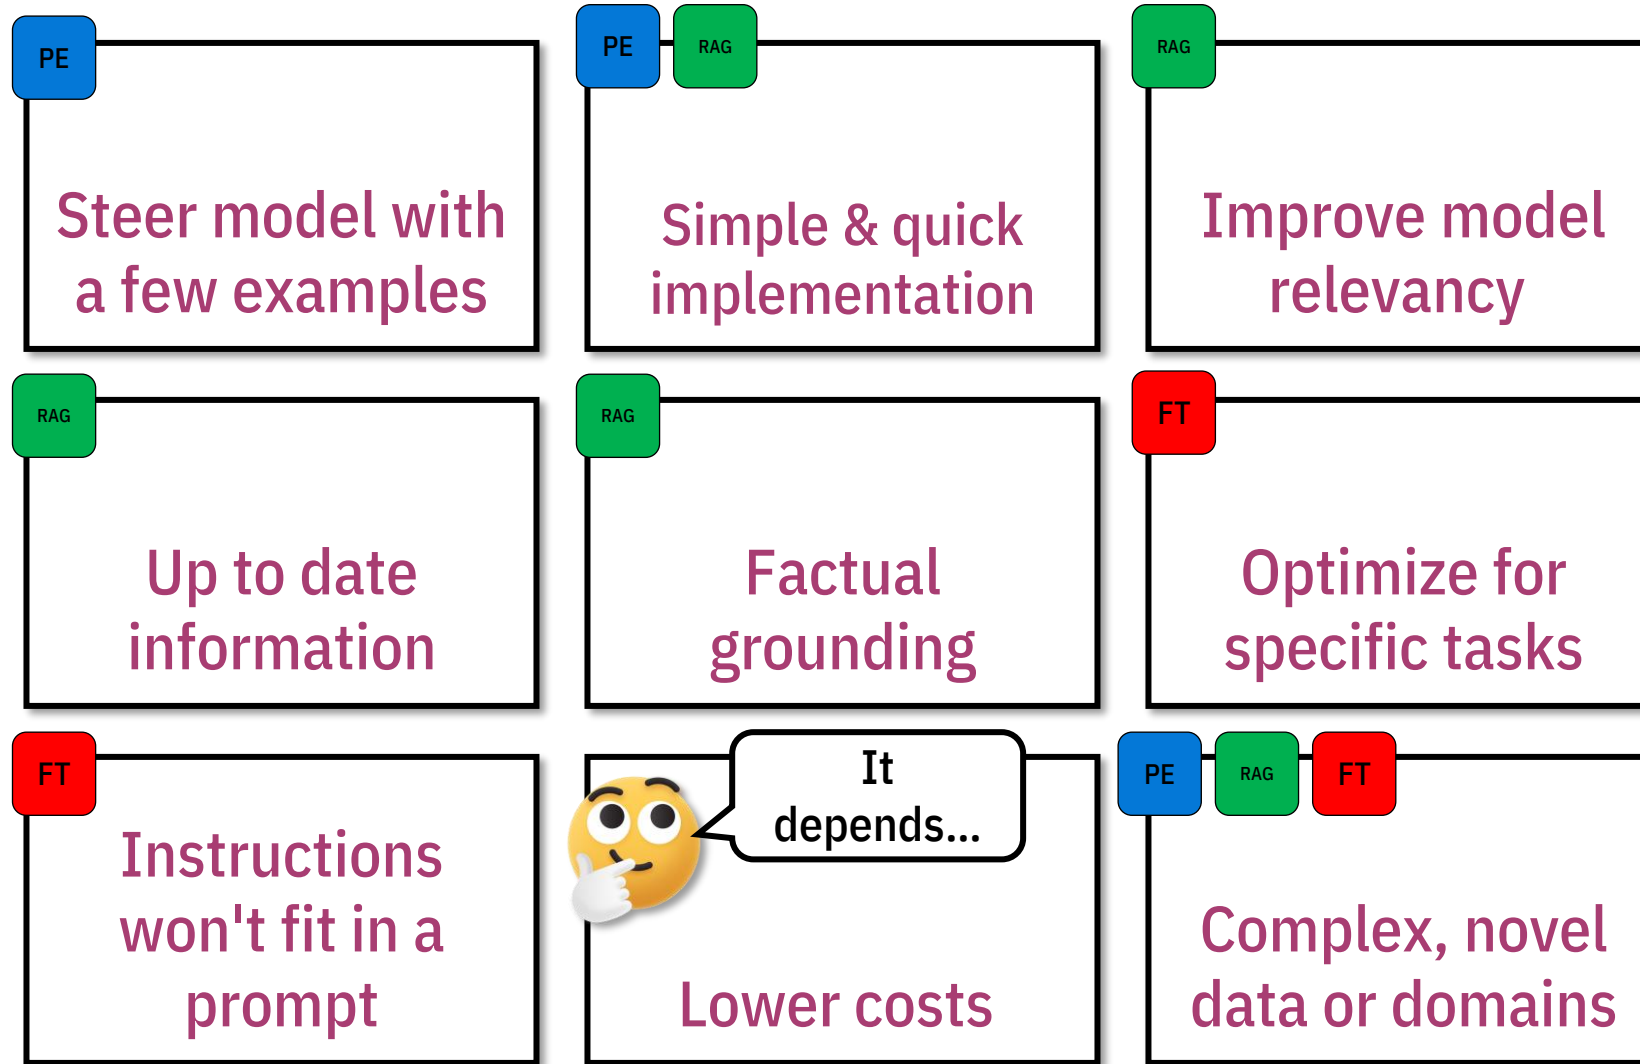 PE
Steer model with
a few examples
PE
RAG
Simple & quick
implementation
RAG
Improve model
relevancy
RAG
Up to date
information
RAG
Factual
grounding
FT
Optimize for
specific tasks
FT
Instructions
won't fit in a
prompt
It
depends...
Lower costs
PE
RAG
FT
Complex, novel
data or domains